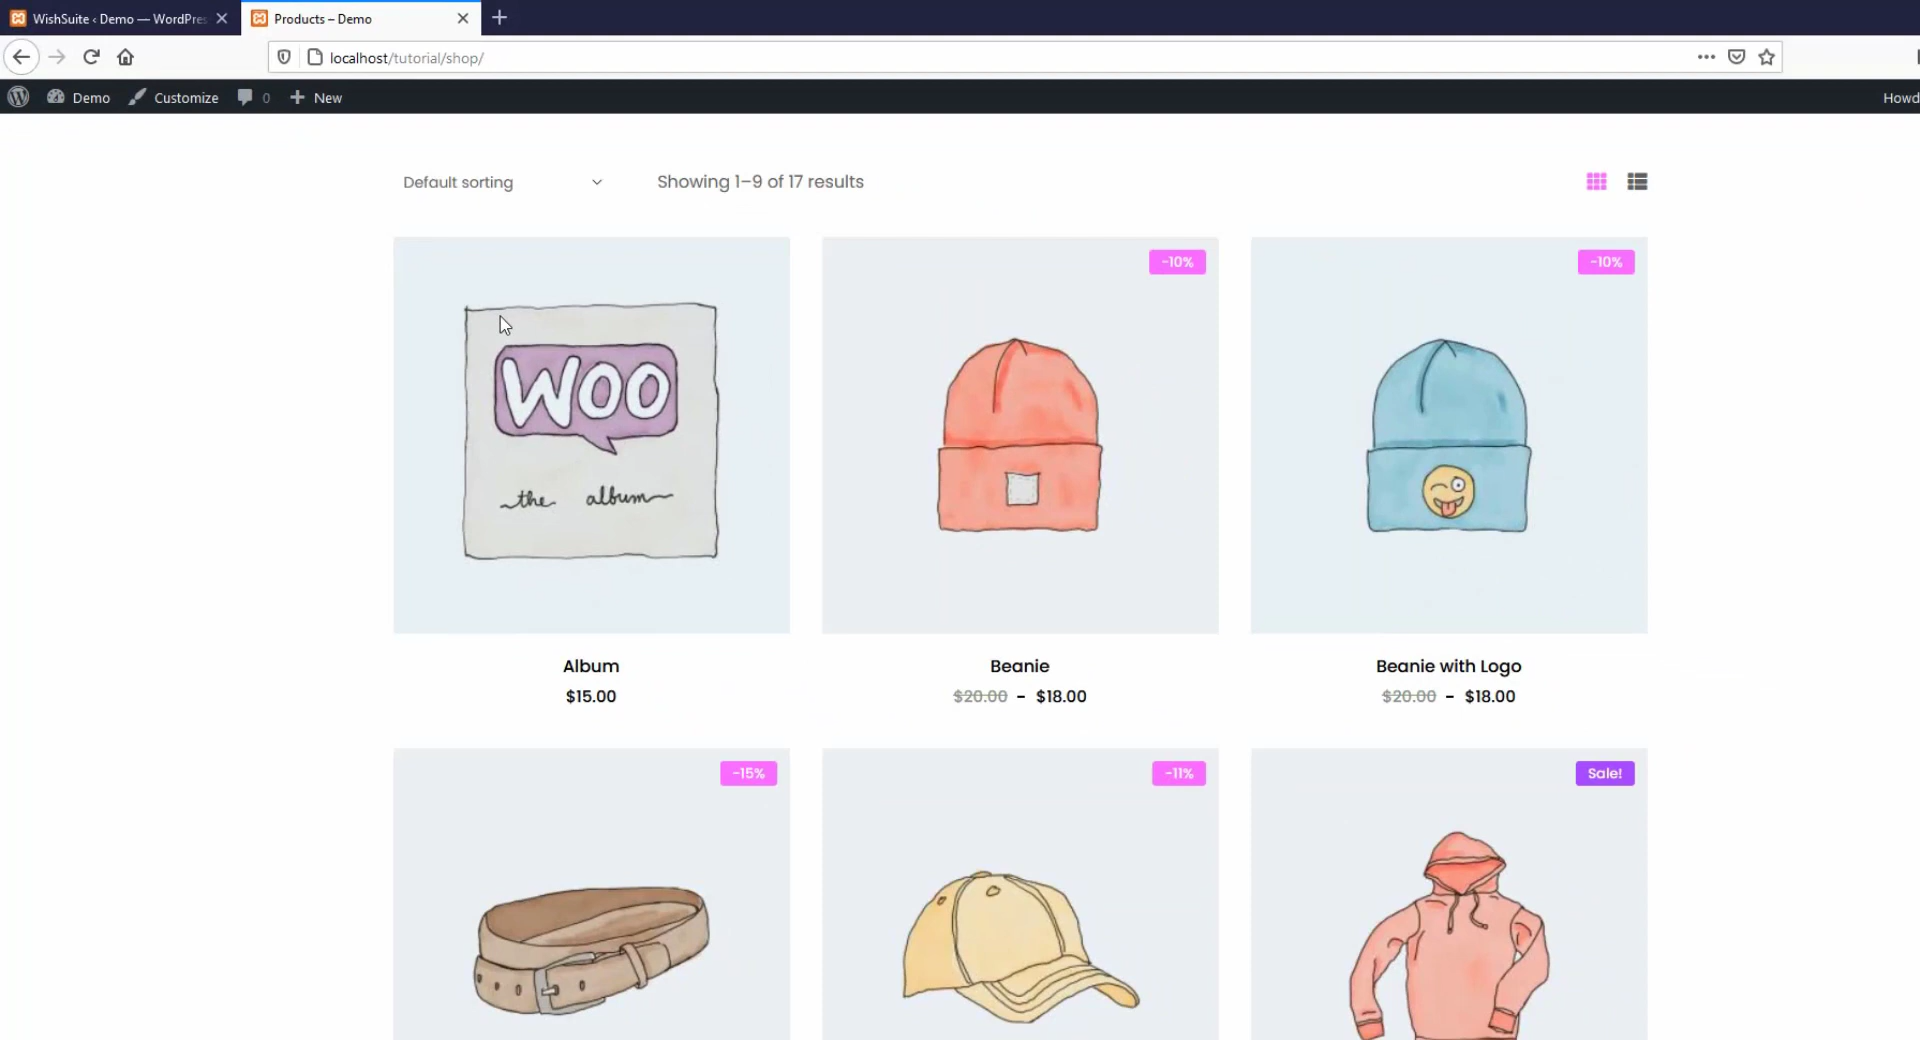 WishSuite ‹ Demo — WordPres
Products – Demo
localhost/tutorial/shop/
Demo
Customize
0
New
Howd
Default sorting
Showing 1–9 of 17 results
-10%
-10%
WOO
the album
Album
Beanie
Beanie with Logo
$15.00
$20.00 - $18.00
$20.00 - $18.00
-15%
-11%
Sale!